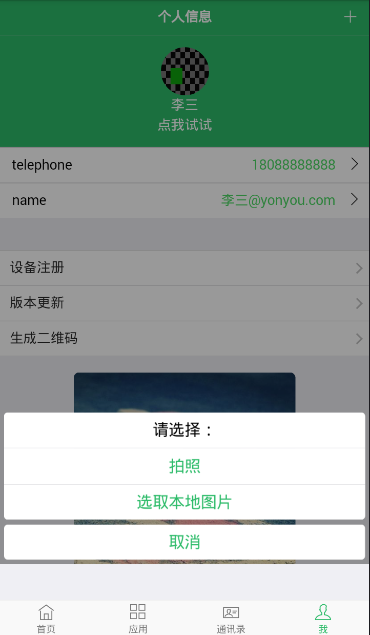 个人信息
李三
点我试试
telephone 18088888888
name 李三@yonyou.com
设备注册
版本更新
生成二维码
请选择：
拍照
选取本地图片
取消
首页 应用 通讯录 我